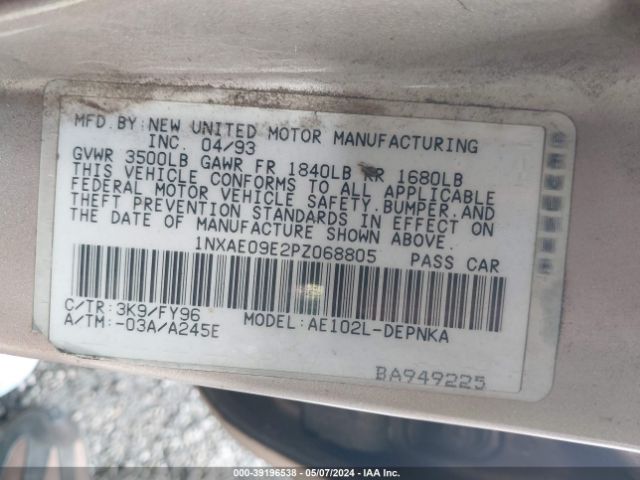 MFD.BY:NEW UNITED MOTOR MANUFACTURING
INC. 04/93
GVWR 3500LB GAWR FR 1840LB RR 1680LB
THIS VEHICLE CONFORMS TO ALL APPLICABLE
FEDERAL MOTOR VEHICLE SAFETY,BUMPER,AND
THEFT PREVENTION STANDARDS IN EFFECT ON
THE DATE OF MANUFACTURE SHOWN ABOVE.
1NXAE09E2PZ068805 PASS CAR
C/TR:3K9/FY96
A/TM:-03A/A245E MODEL:AE102L-DEPNKA
BA949225
000-39196538 - 05/07/2024 - IAA Inc.